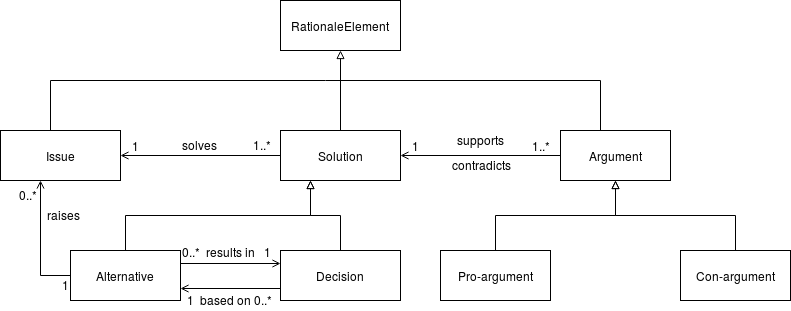 RationaleElement
Issue
1
solves
1..*
Solution
1
supports
contradicts
1..*
Argument
0..*
raises
1
Alternative
0..*
results in
1
1
based on
0..*
Decision
Pro-argument
Con-argument